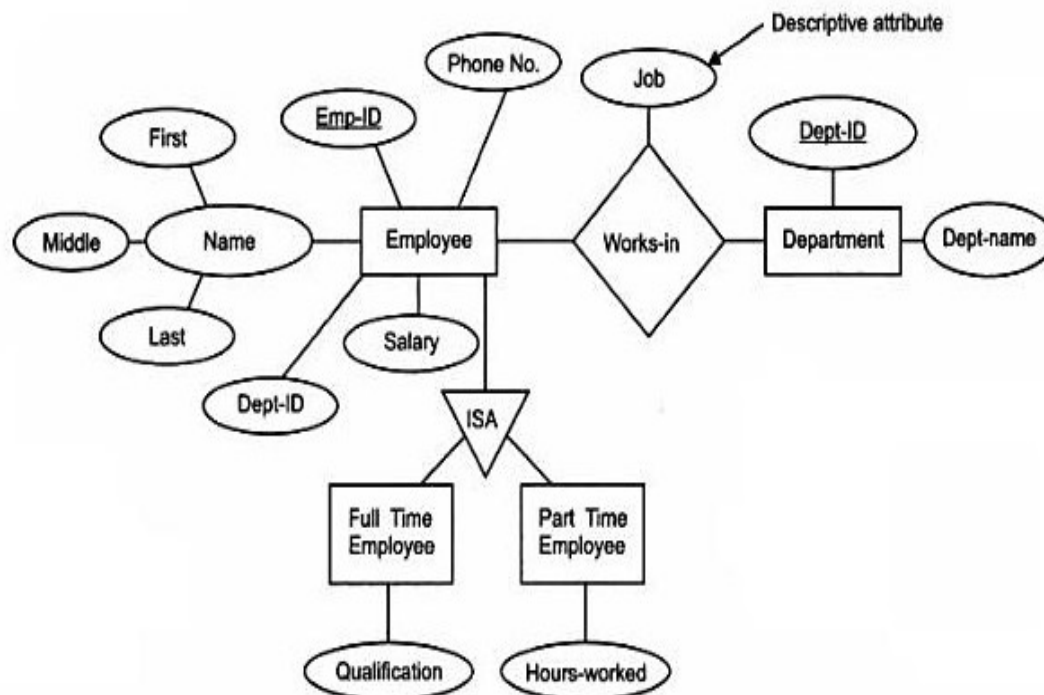 Descriptive attribute
Phone No.
Job
Emp-ID
First
Dept-ID
Middle
Name
Employee
Works-in
Department
Dept-name
Last
Salary
Dept-ID
ISA
Full Time
Employee
Part Time
Employee
Qualification
Hours-worked